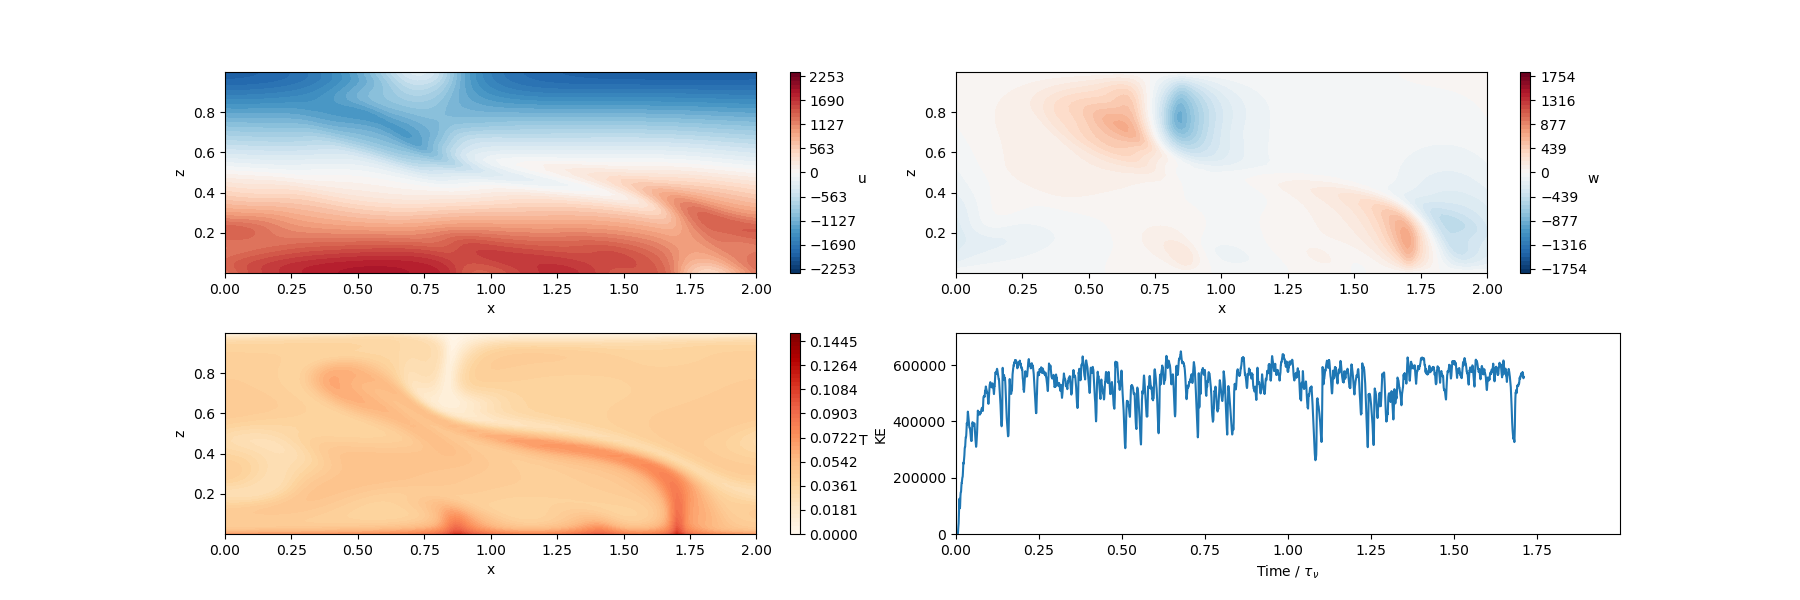 z
0.8
0.6
0.4
0.2
0.00 0.25 0.50 0.75 1.00 1.25 1.50 1.75 2.00
x
2253
1690
1127
563
0
−563
−1127
−1690
−2253
u
z
0.8
0.6
0.4
0.2
0.00 0.25 0.50 0.75 1.00 1.25 1.50 1.75 2.00
x
1754
1316
877
439
0
−439
−877
−1316
−1754
w
z
0.8
0.6
0.4
0.2
0.00 0.25 0.50 0.75 1.00 1.25 1.50 1.75 2.00
x
0.1445
0.1264
0.1084
0.0903
0.0722
0.0542
0.0361
0.0181
0.0000
T
KE
600000
400000
200000
0
0.00 0.25 0.50 0.75 1.00 1.25 1.50 1.75
Time / τν